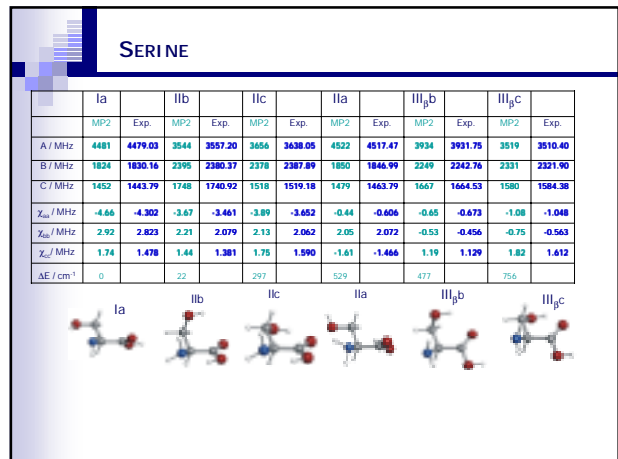 SERINE
Ia IIb IIc IIa IIIβb IIIβc
MP2 Exp. MP2 Exp. MP2 Exp. MP2 Exp. MP2 Exp. MP2 Exp.
A / MHz 4481 4479.03 3544 3557.20 3656 3638.05 4522 4517.47 3934 3931.75 3519 3510.40
B / MHz 1824 1830.16 2395 2380.37 2378 2387.89 1850 1846.99 2249 2242.76 2331 2321.90
C / MHz 1452 1443.79 1748 1740.92 1518 1519.18 1479 1463.79 1667 1664.53 1580 1584.38
χaa / MHz -4.66 -4.302 -3.67 -3.461 -3.89 -3.652 -0.44 -0.606 -0.65 -0.673 -1.08 -1.048
χbb / MHz 2.92 2.823 2.21 2.079 2.13 2.062 2.05 2.072 -0.53 -0.456 -0.75 -0.563
χcc / MHz 1.74 1.478 1.44 1.381 1.75 1.590 -1.61 -1.466 1.19 1.129 1.82 1.612
ΔE / cm-1 0 22 297 529 477 756
Ia IIb IIc IIa IIIβb IIIβc